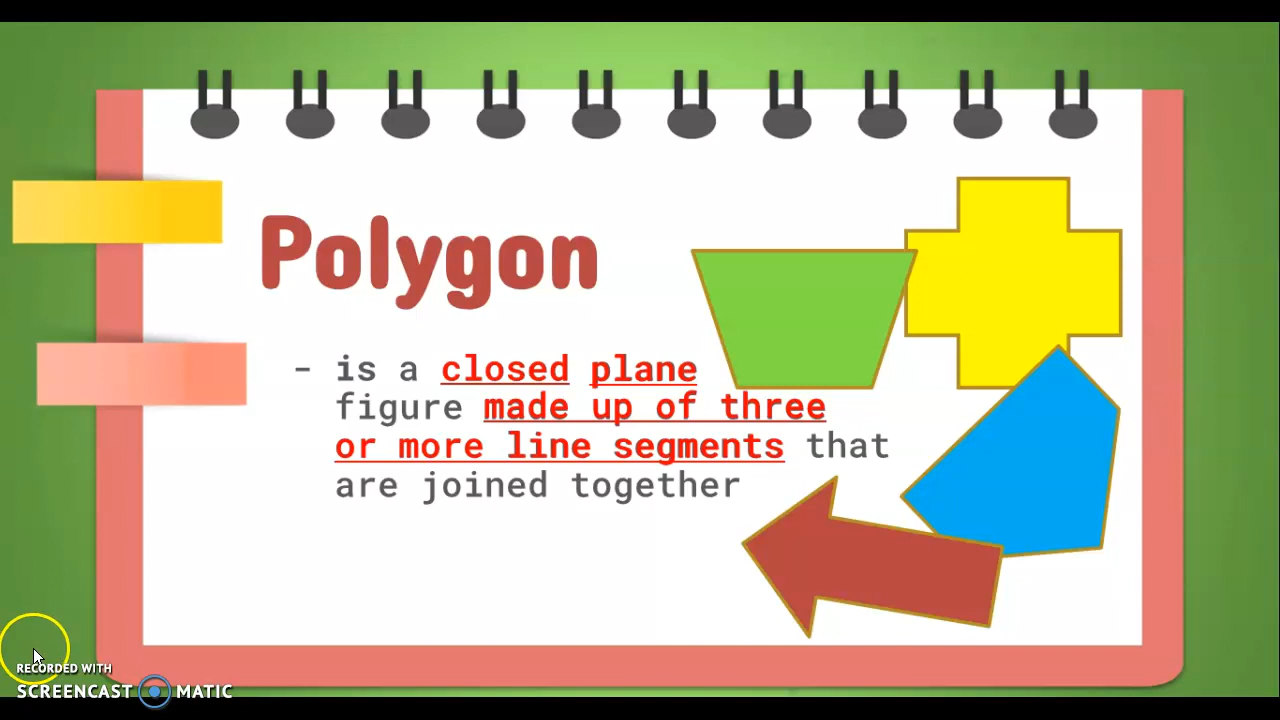 Polygon
- is a closed plane
figure made up of three
or more line segments that
are joined together
RECORDED WITH
SCREENCAST MATIC